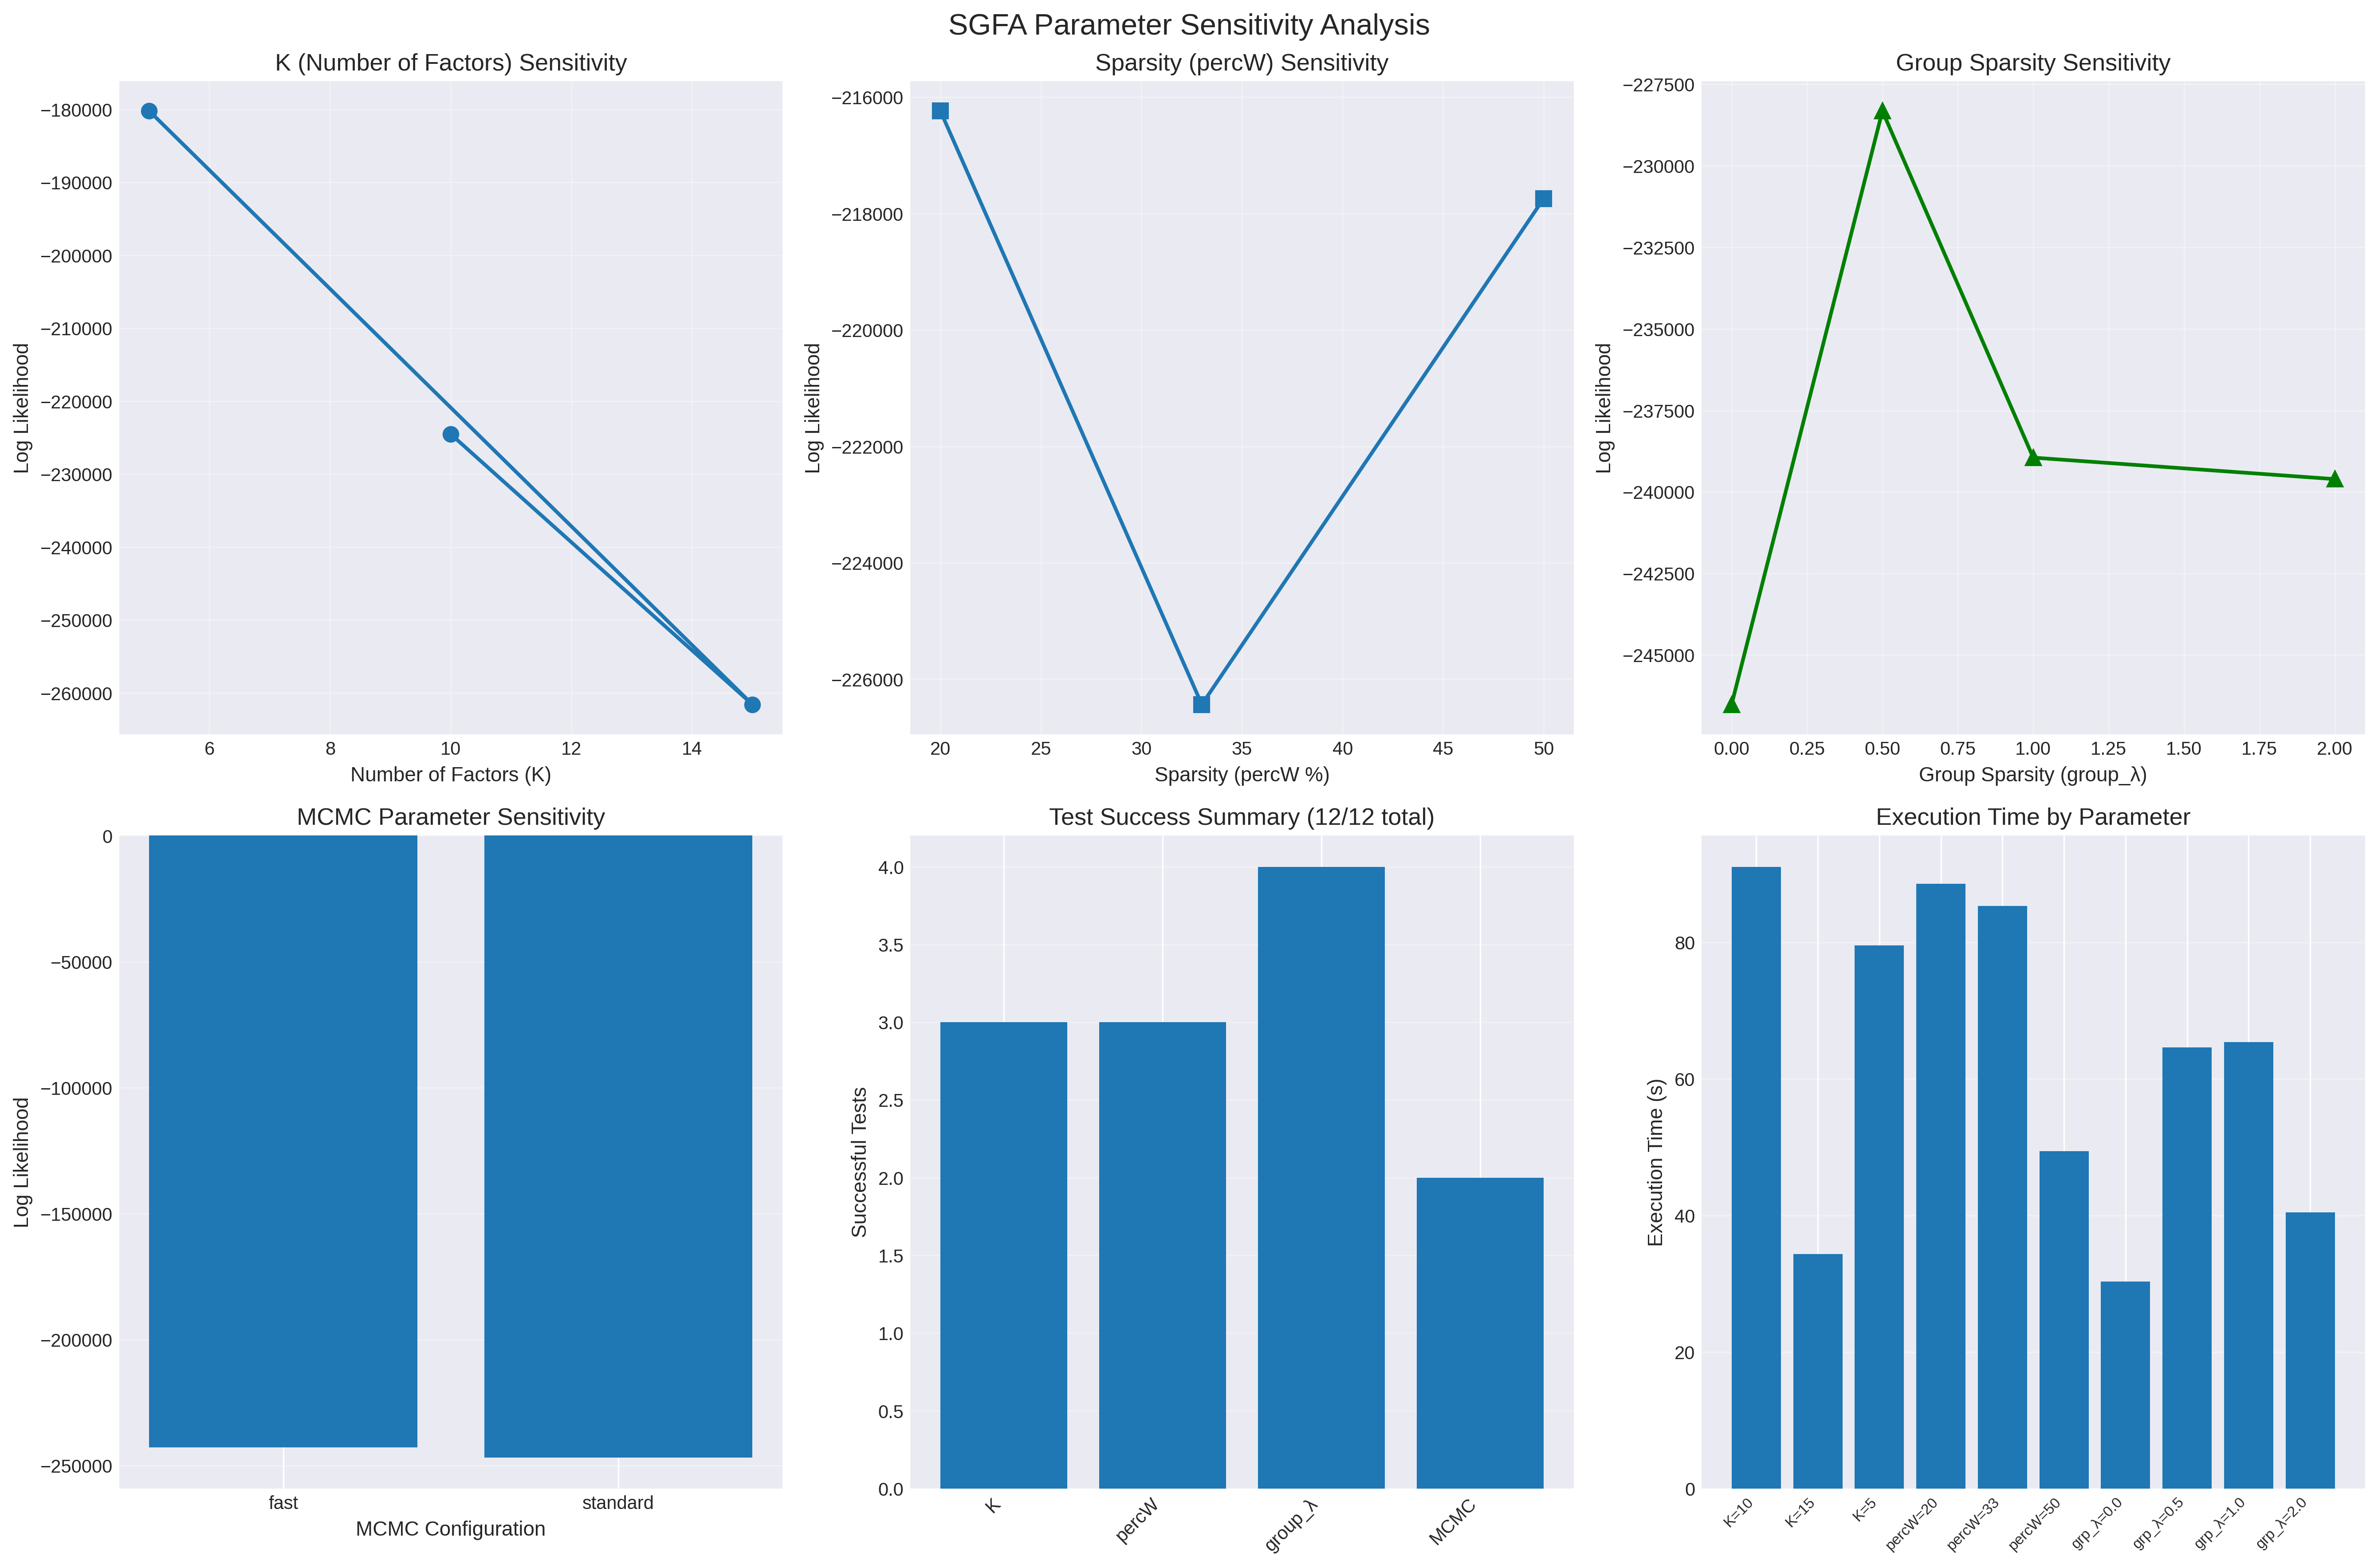 SGFA Parameter Sensitivity Analysis
K (Number of Factors) Sensitivity
−180000
−190000
−200000
−210000
−220000
−230000
−240000
−250000
−260000
Log Likelihood
6 8 10 12 14
Number of Factors (K)
Sparsity (percW) Sensitivity
−216000
−218000
−220000
−222000
−224000
−226000
Log Likelihood
20 25 30 35 40 45 50
Sparsity (percW %)
Group Sparsity Sensitivity
−227500
−230000
−232500
−235000
−237500
−240000
−242500
−245000
Log Likelihood
0.00 0.25 0.50 0.75 1.00 1.25 1.50 1.75 2.00
Group Sparsity (group_λ)
MCMC Parameter Sensitivity
0
−50000
−100000
−150000
−200000
−250000
Log Likelihood
fast standard
MCMC Configuration
Test Success Summary (12/12 total)
4.0
3.5
3.0
2.5
2.0
1.5
1.0
0.5
0.0
Successful Tests
K percW group_λ MCMC
Execution Time by Parameter
80
60
40
20
0
Execution Time (s)
K=10 K=15 K=5 percW=20 percW=33 percW=50 grp_λ=0.0 grp_λ=0.5 grp_λ=1.0 grp_λ=2.0